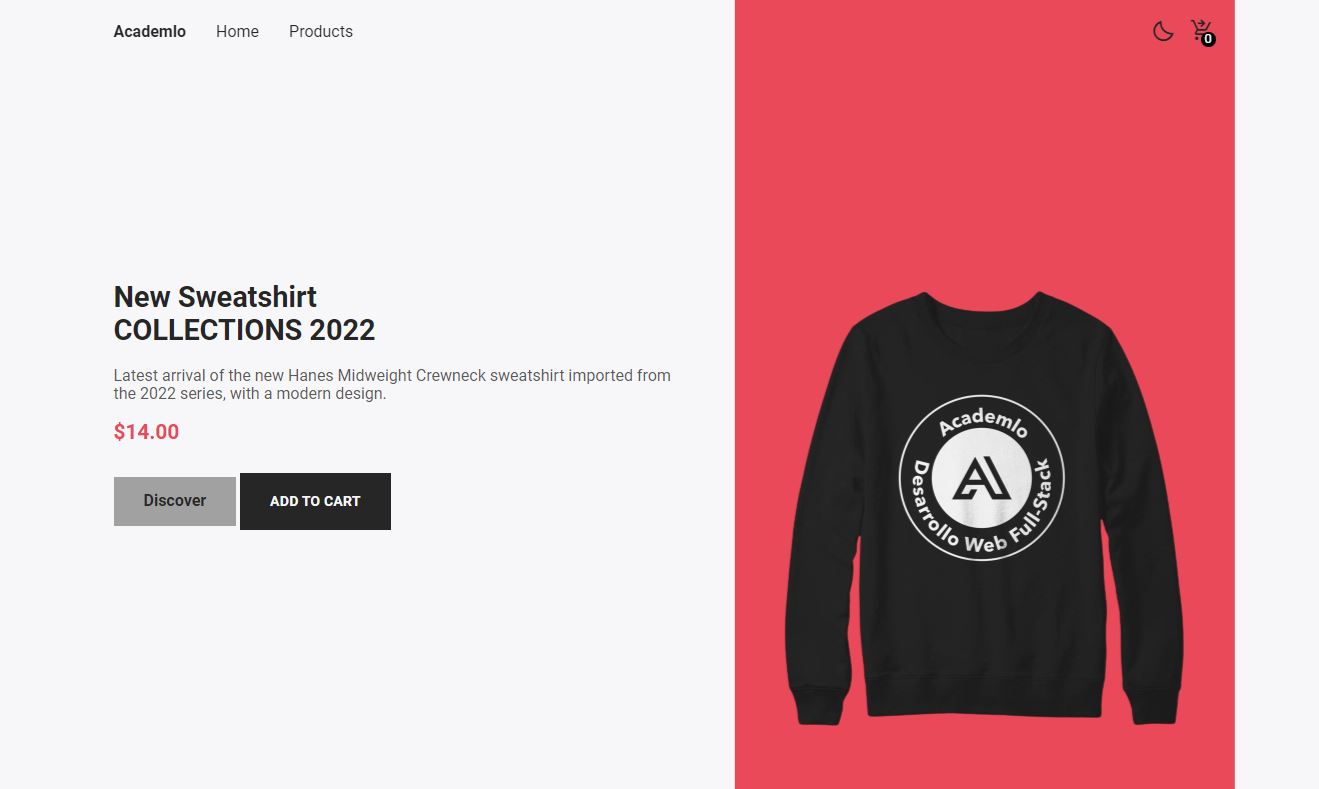 Academlo Home Products
0
New Sweatshirt
COLLECTIONS 2022
Latest arrival of the new Hanes Midweight Crewneck sweatshirt imported from
the 2022 series, with a modern design.
$14.00
Discover ADD TO CART
Academlo
Desarrollo Web Full-Stack